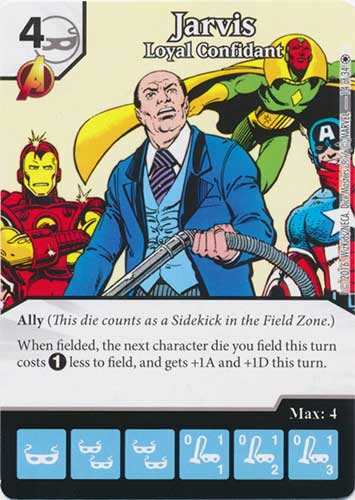 4
Jarvis
Loyal Confidant
Ally (This die counts as a Sidekick in the Field Zone.)
When fielded, the next character die you field this turn
costs 1 less to field, and gets +1A and +1D this turn.
Max: 4
0 1 1
0 1 2
0 1 3